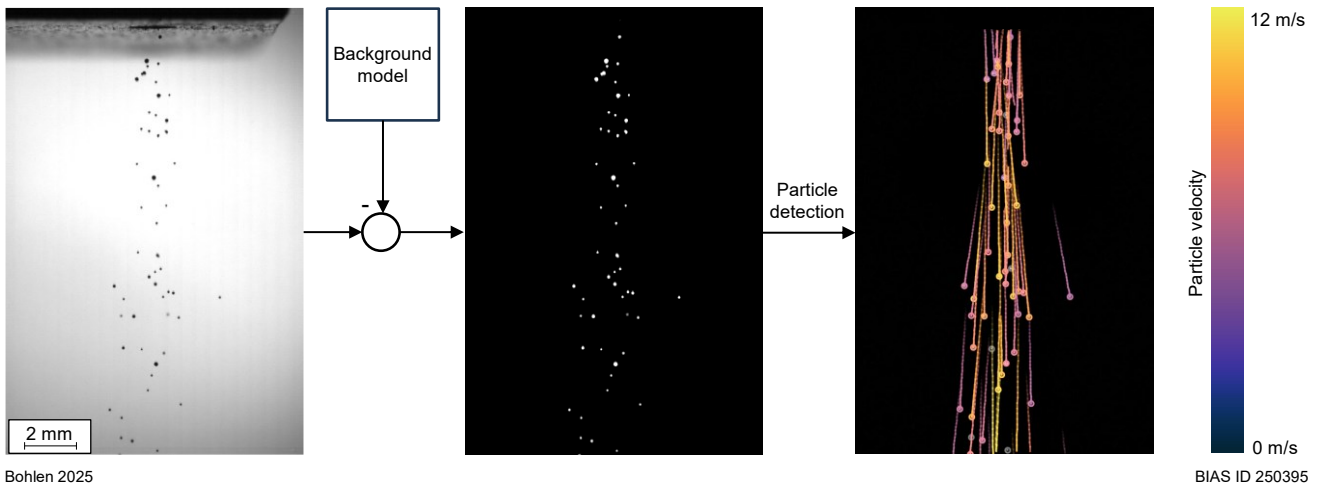 Background
model
-
Particle
detection
12 m/s
Particle velocity
0 m/s
2 mm
Bohlen 2025
BIAS ID 250395